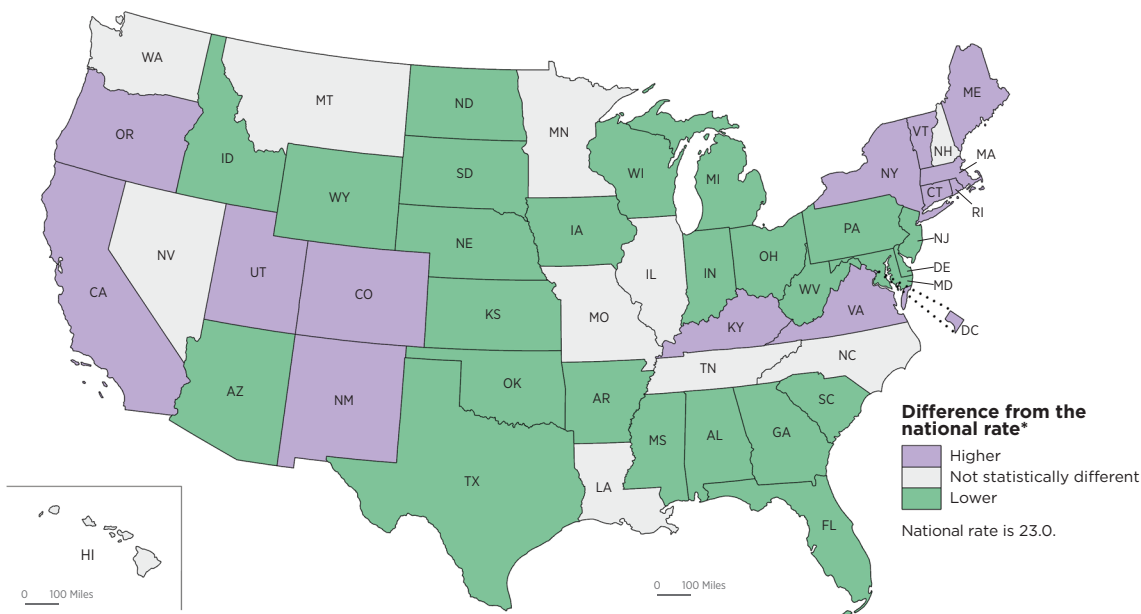 WA
MT
ND
MN
ME
OR
ID
SD
WI
MI
VT
NH
MA
NY
CT
RI
WY
IA
PA
NJ
NE
OH
DE
MD
NV
UT
CO
IL
IN
WV
VA
DC
CA
KS
MO
KY
TN
NC
AZ
NM
OK
AR
SC
MS
AL
GA
TX
LA
FL
HI
0 100 Miles
0 100 Miles
Difference from the
national rate*
Higher
Not statistically different
Lower
National rate is 23.0.